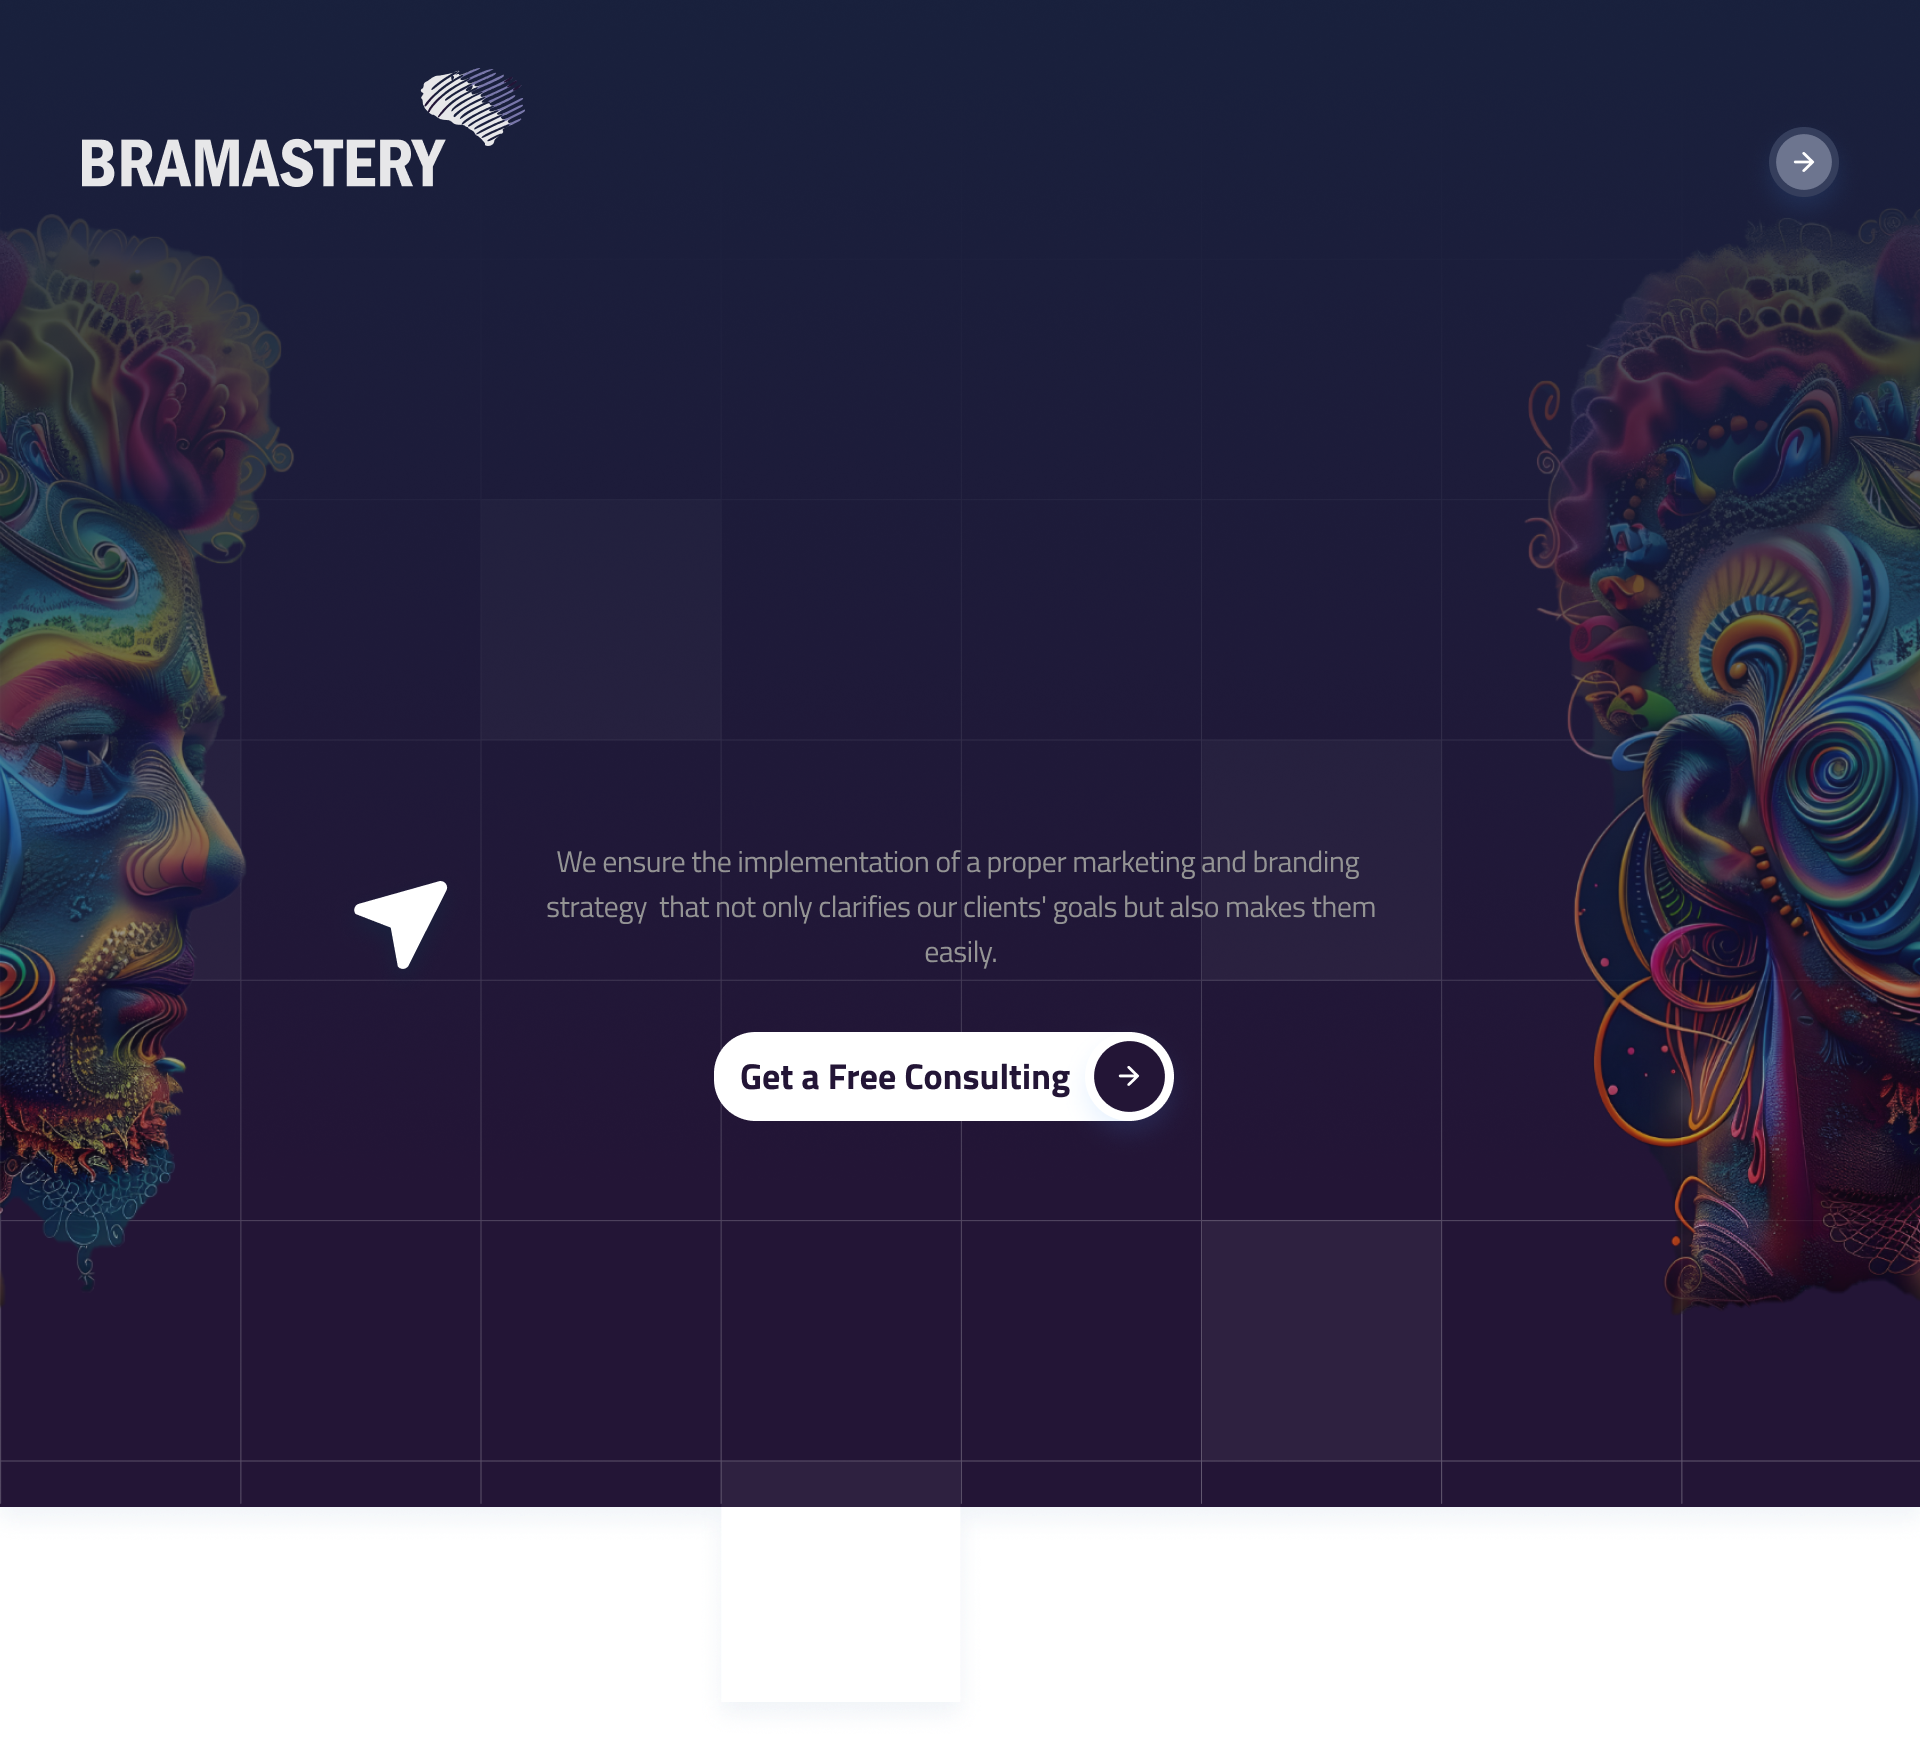 BRAMASTERY
We ensure the implementation of a proper marketing and branding
strategy  that not only clarifies our clients' goals but also makes them
easily.
Get a Free Consulting